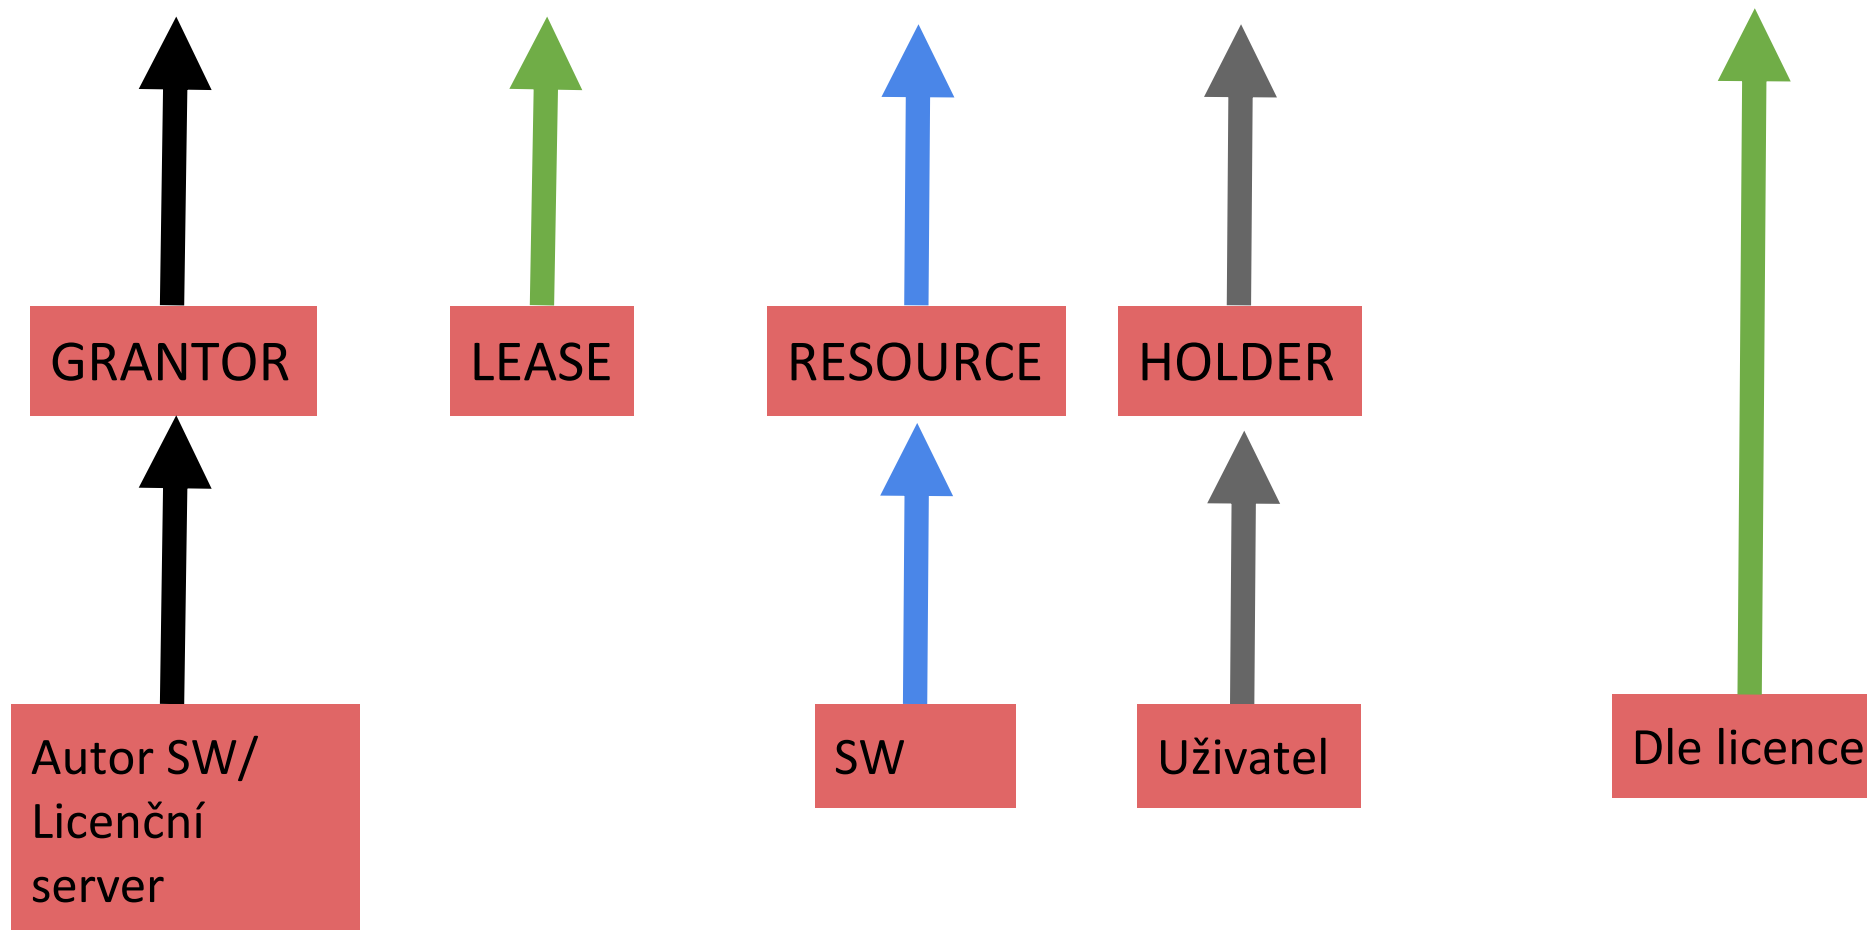 GRANTOR
LEASE
RESOURCE
HOLDER
Autor SW/
Licenční
server
SW
Uživatel
Dle licence